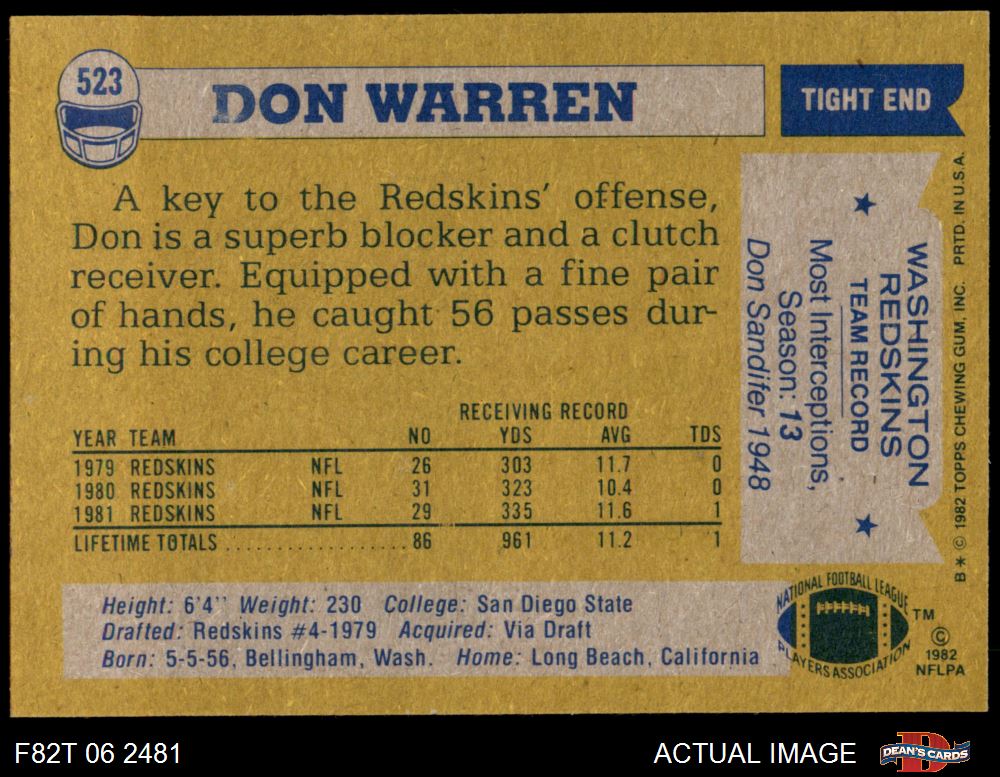 523
DON WARREN
TIGHT END
A key to the Redskins' offense,
Don is a superb blocker and a clutch
receiver. Equipped with a fine pair
of hands, he caught 56 passes dur-
ing his college career.
RECEIVING RECORD
YEAR TEAM NO YDS AVG TDS
1979 REDSKINS NFL 26 303 11.7 0
1980 REDSKINS NFL 31 323 10.4 0
1981 REDSKINS NFL 29 335 11.6 1
LIFETIME TOTALS .................. 86 961 11.2 1
Height: 6'4" Weight: 230 College: San Diego State
Drafted: Redskins #4-1979 Acquired: Via Draft
Born: 5-5-56, Bellingham, Wash. Home: Long Beach, California
WASHINGTON
REDSKINS
TEAM RECORD
Most Interceptions,
Season: 13
Don Sandifer 1948
B* © 1982 TOPPS CHEWING GUM, INC. PRTD. IN U.S.A.
NATIONAL FOOTBALL LEAGUE
PLAYERS ASSOCIATION
TM
©
1982
NFLPA
F82T 06 2481
ACTUAL IMAGE
D
DEAN'S CARDS